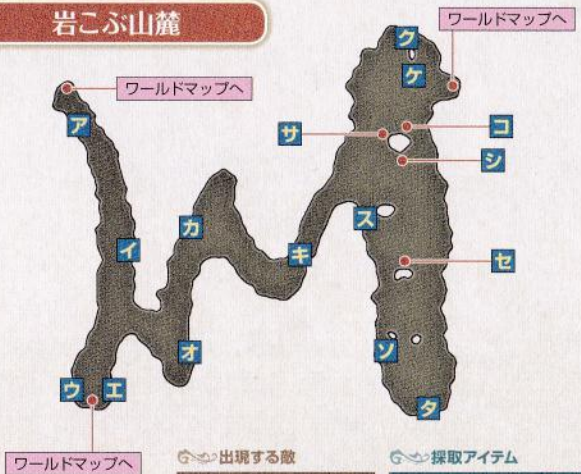 岩こぶ山麓
ワールドマップへ
ク
ケ
ワールドマップへ
ア
サ
コ
シ
カ
ス
イ
キ
セ
オ
ソ
ウ
エ
タ
ワールドマップへ
出現する敵
採取アイテム